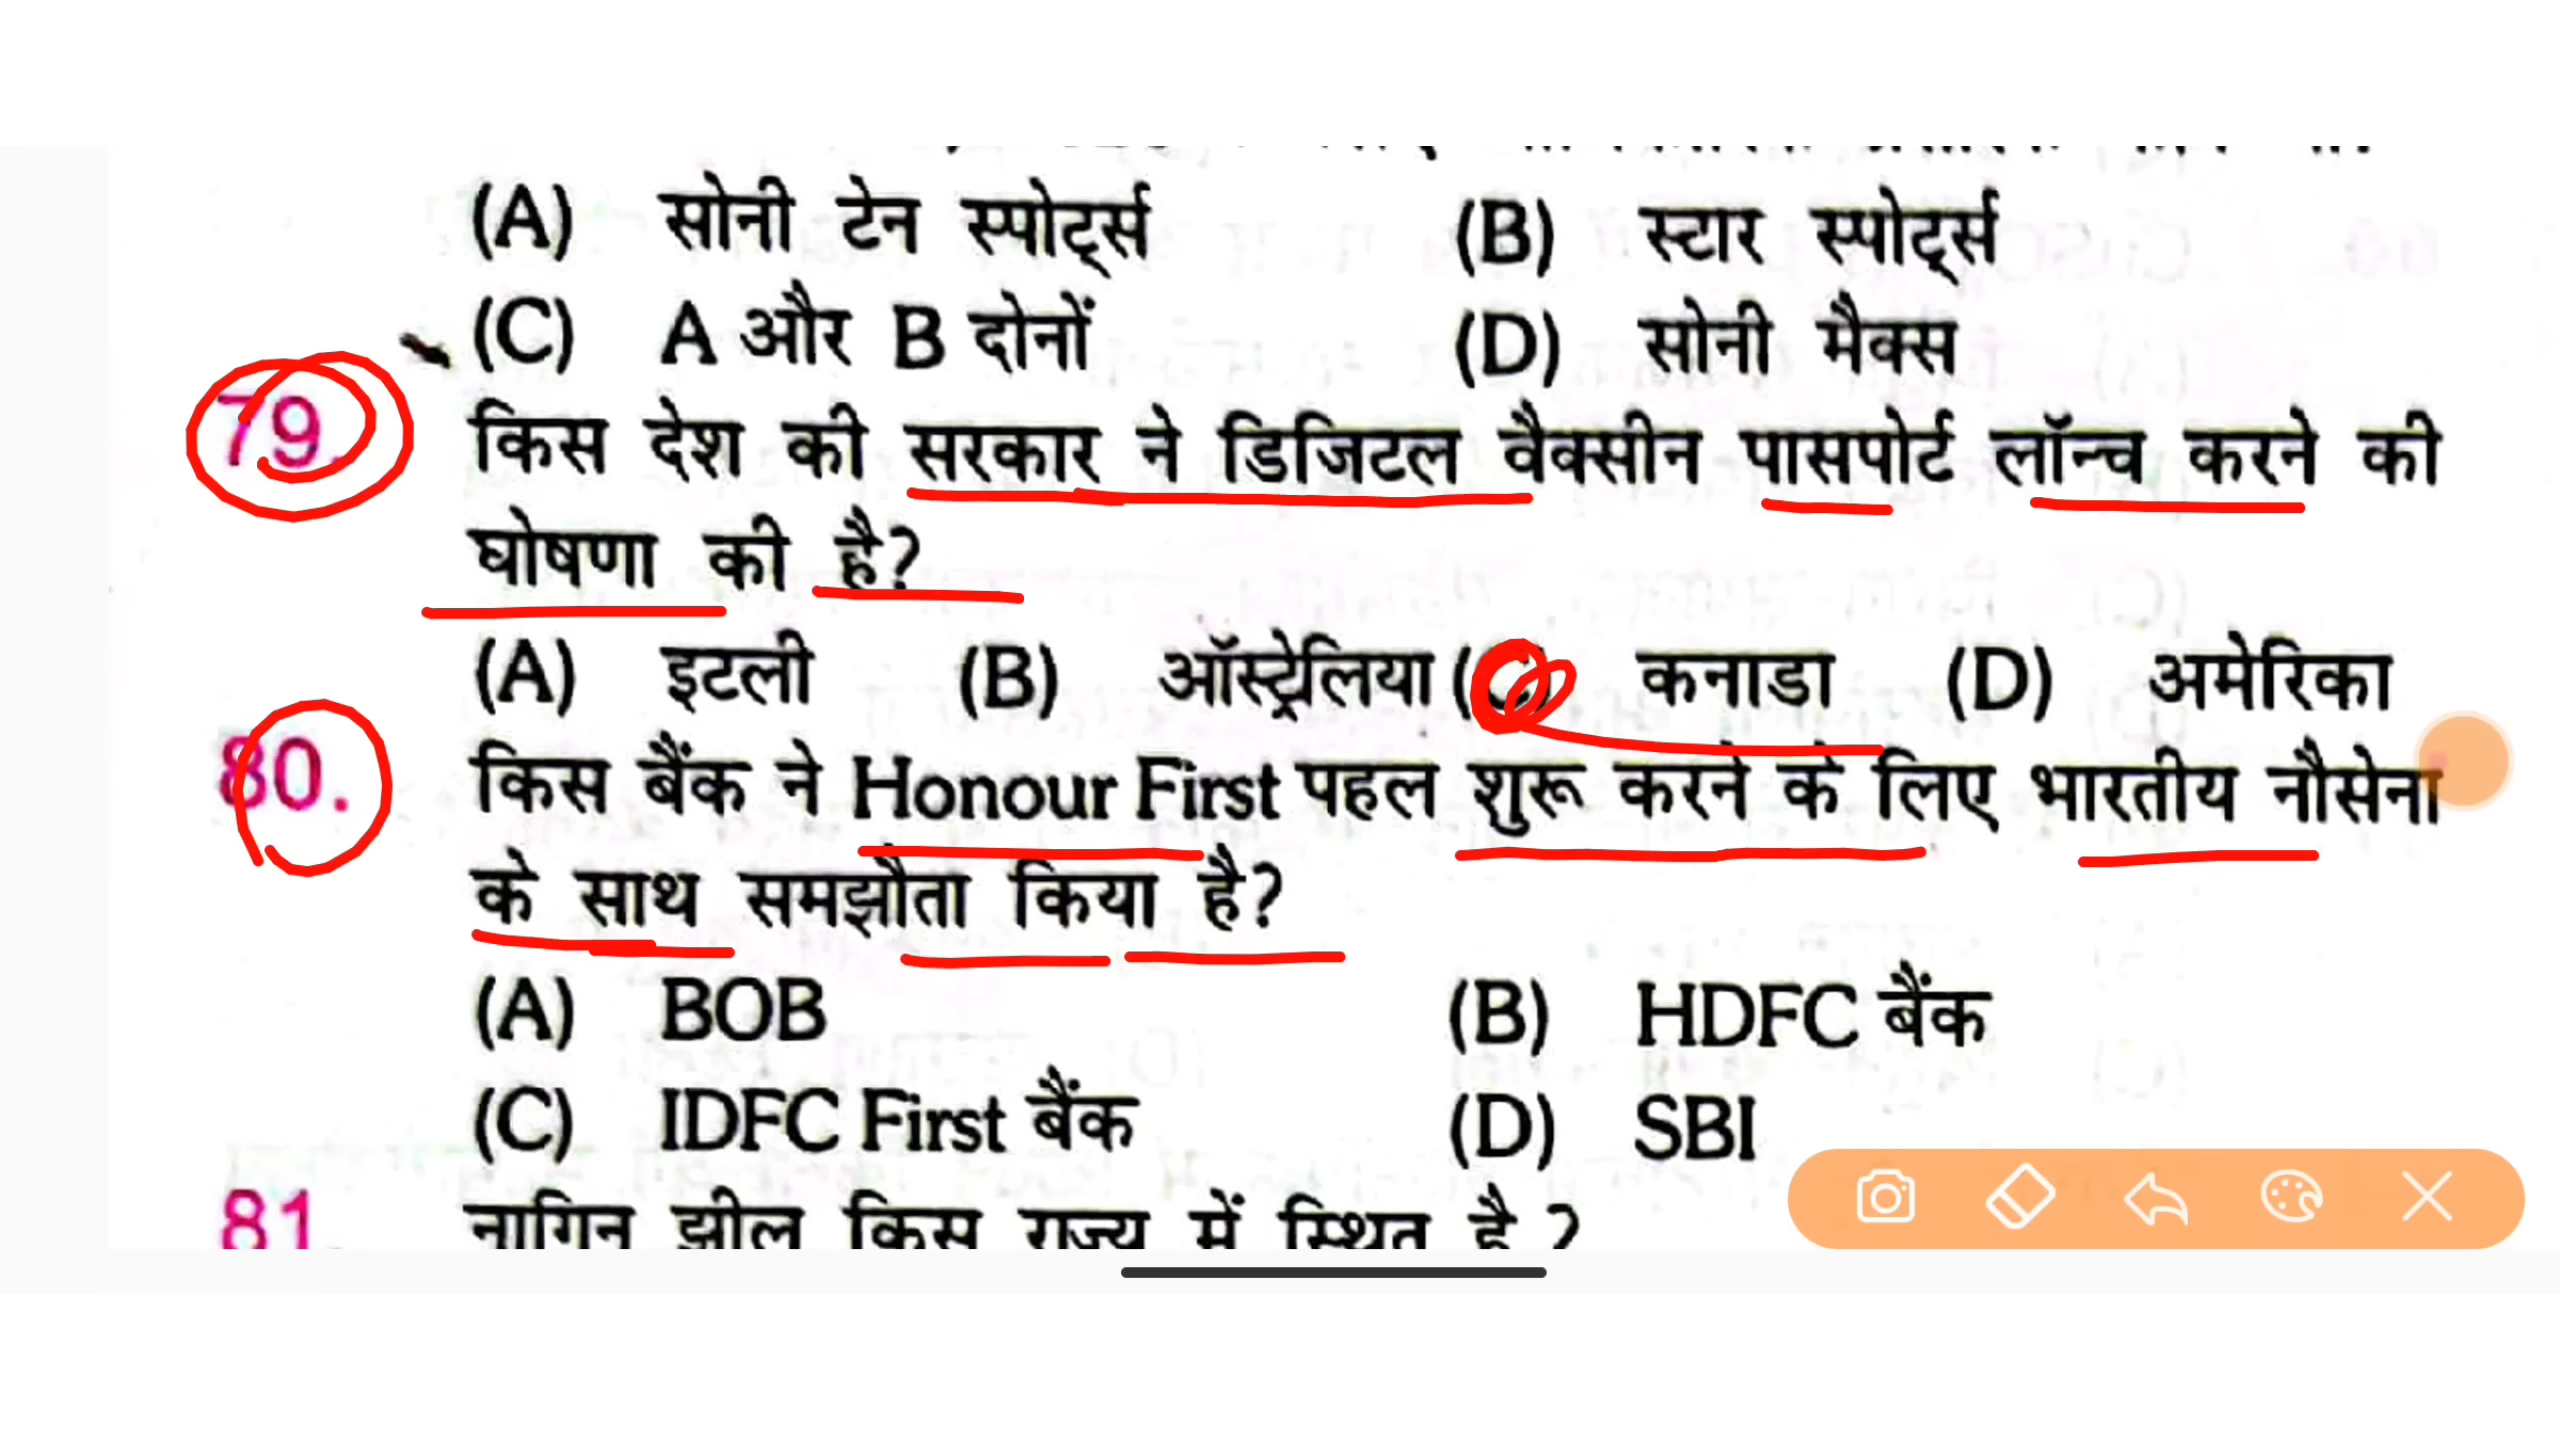 (A) सोनी टेन स्पोर्ट्स (B) स्टार स्पोर्ट्स
(C) A और B दोनों (D) सोनी मैक्स
79. किस देश की सरकार ने डिजिटल वैक्सीन पासपोर्ट लॉन्च करने की
घोषणा की है?
(A) इटली (B) ऑस्ट्रेलिया (C) कनाडा (D) अमेरिका
80. किस बैंक ने Honour First पहल शुरू करने के लिए भारतीय नौसेना
के साथ समझौता किया है?
(A) BOB (B) HDFC बैंक
(C) IDFC First बैंक (D) SBI
81. नागिन झील किस राज्य में स्थित है ?